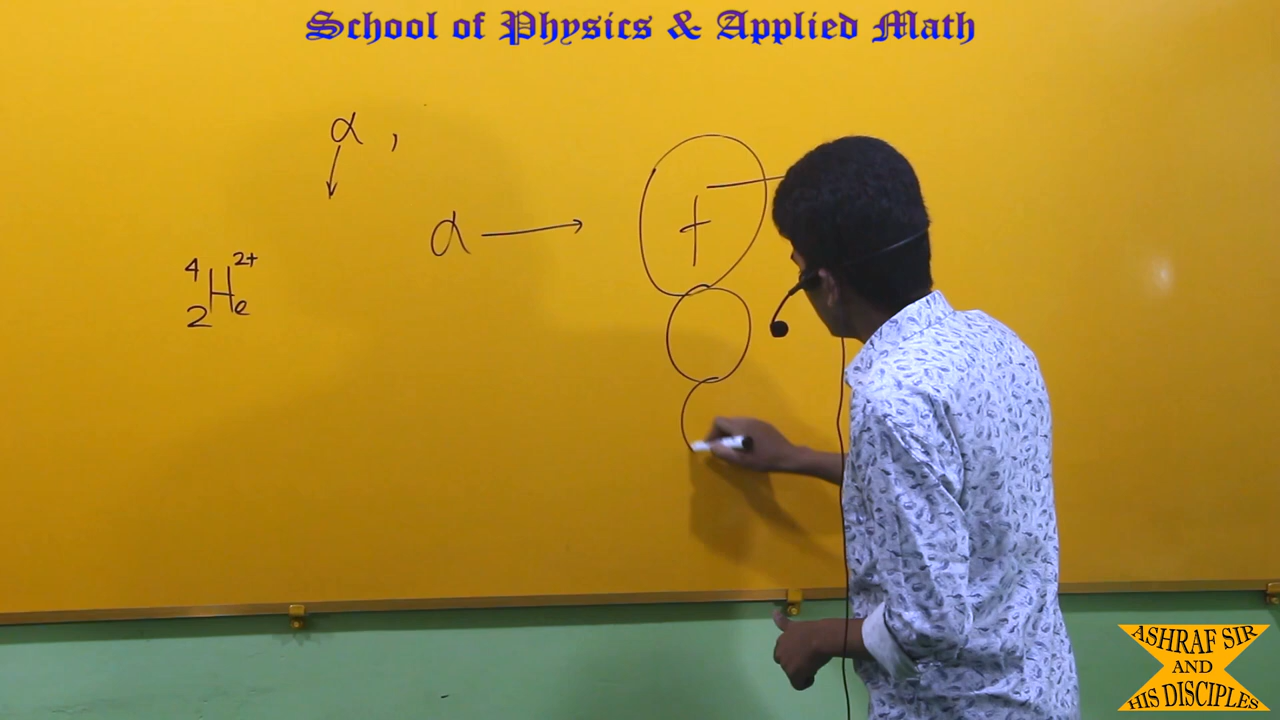 School of Physics & Applied Math
α ,
α → +
⁴₂He²⁺
ASHRAF SIR
AND
HIS DISCIPLES